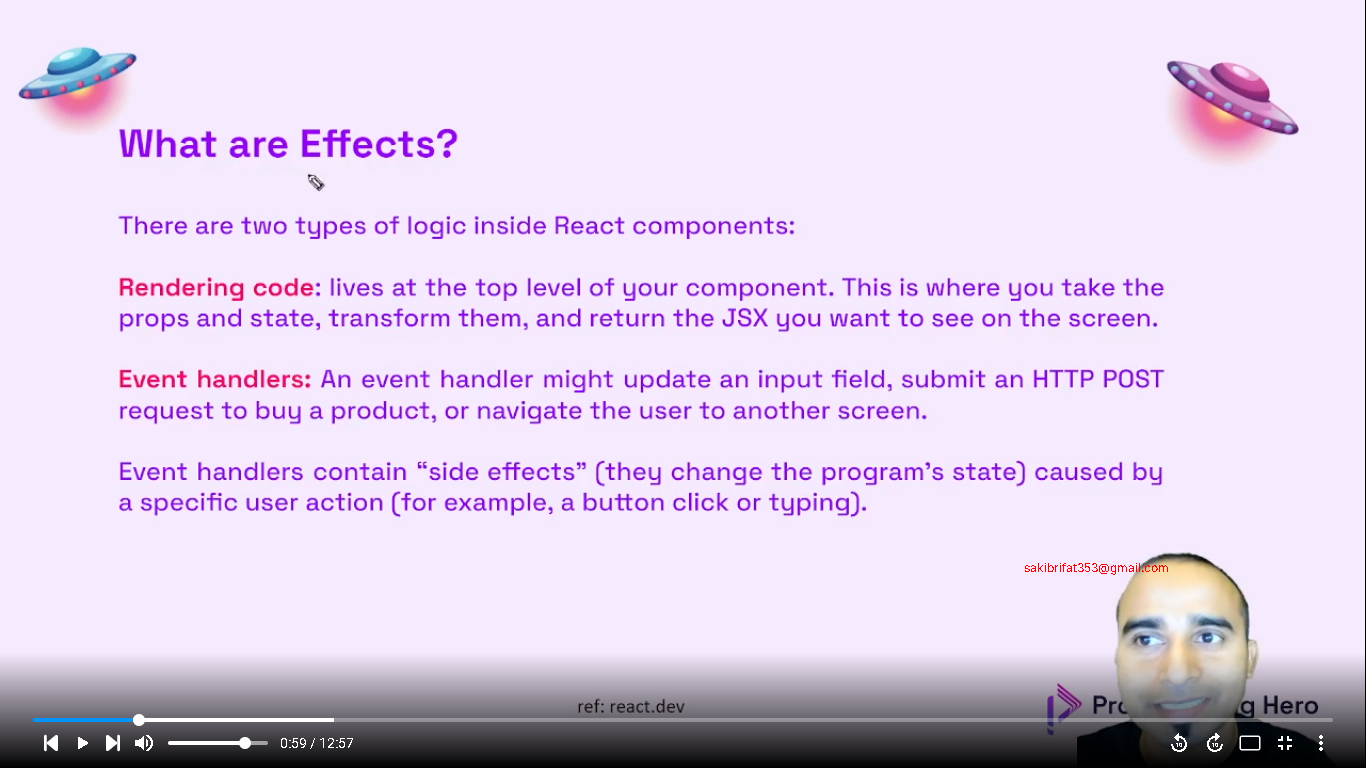 What are Effects?
There are two types of logic inside React components:
Rendering code: lives at the top level of your component. This is where you take the
props and state, transform them, and return the JSX you want to see on the screen.
Event handlers: An event handler might update an input field, submit an HTTP POST
request to buy a product, or navigate the user to another screen.
Event handlers contain “side effects” (they change the program’s state) caused by
a specific user action (for example, a button click or typing).
sakibrifat353@gmail.com
ref: react.dev
Hero
0:59 / 12:57